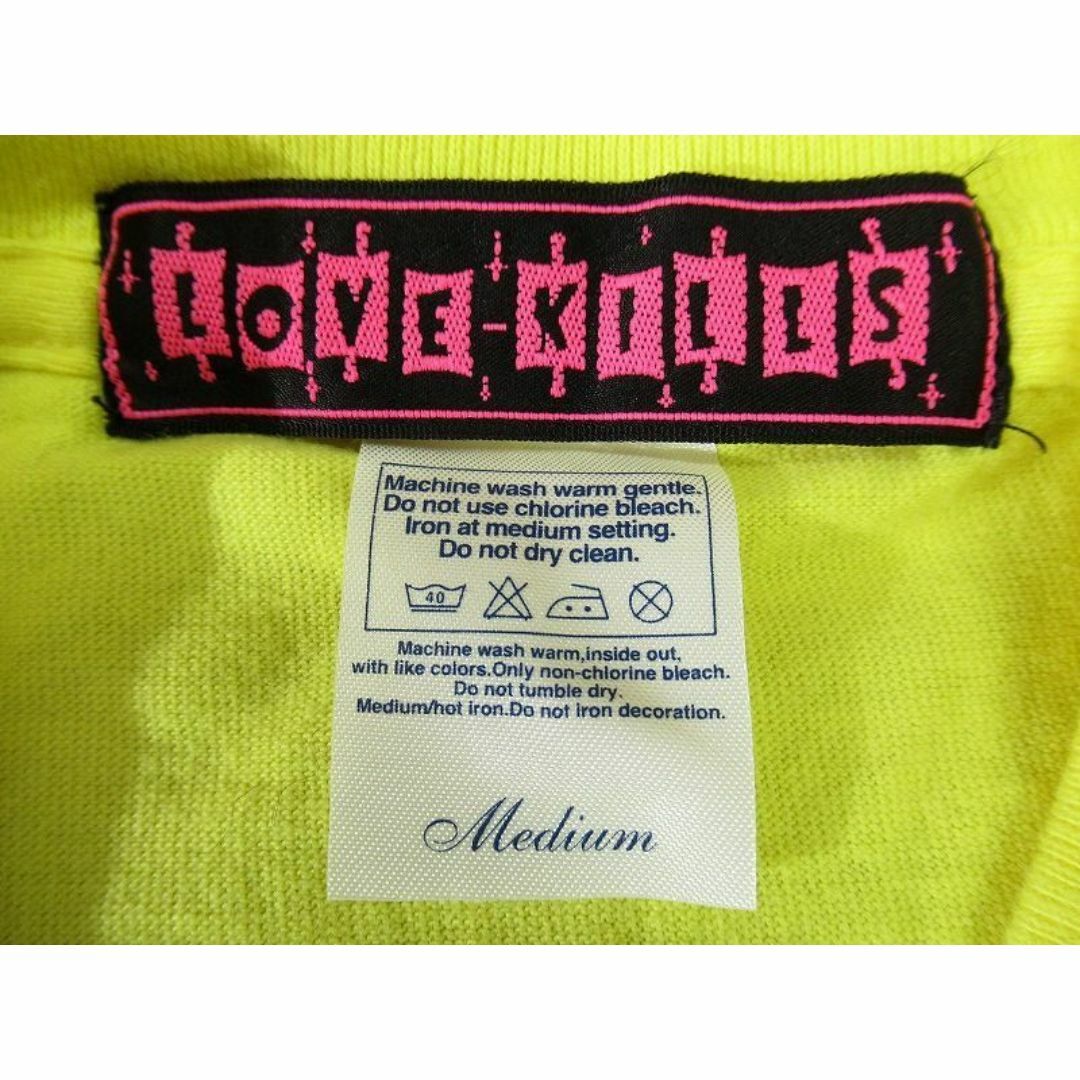 LOVE-KILLS
Machine wash warm gentle.
Do not use chlorine bleach.
Iron at medium setting.
Do not dry clean.
40
Machine wash warm,inside out,
with like colors.Only non-chlorine bleach.
Do not tumble dry.
Medium/hot iron.Do not iron decoration.
Medium